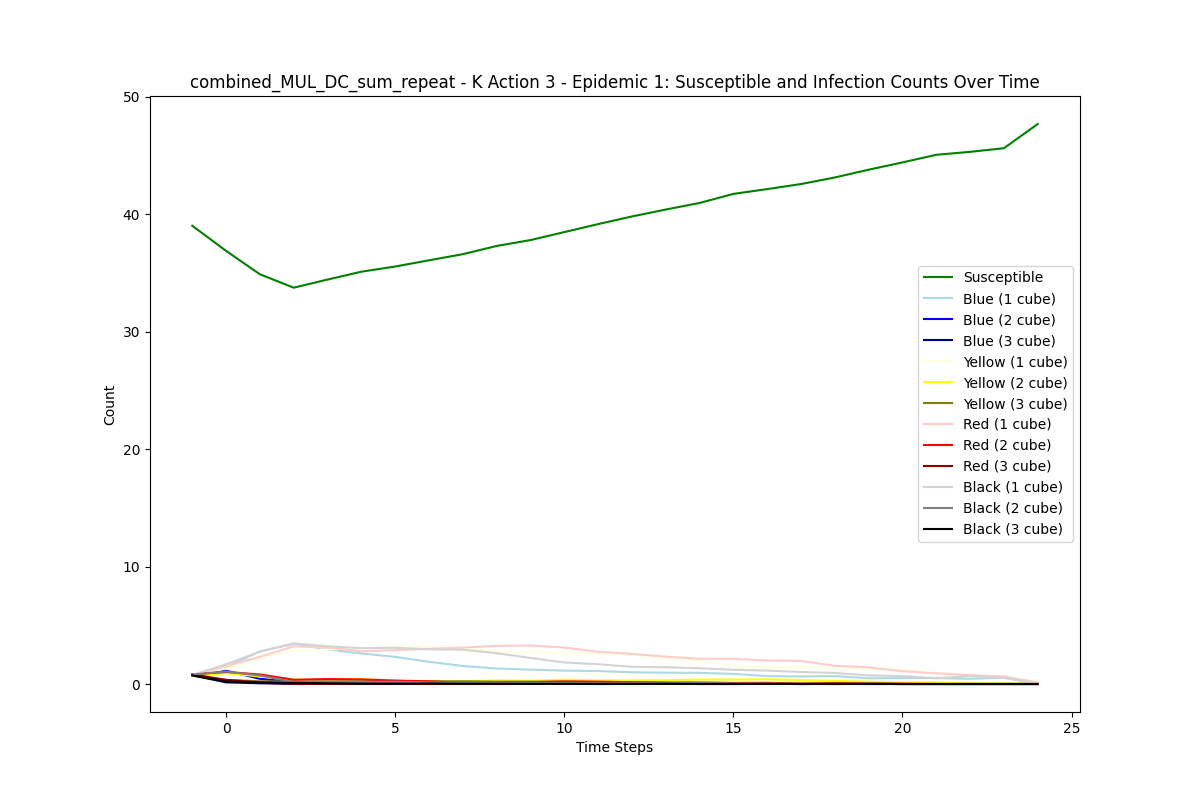 combined_MUL_DC_sum_repeat - K Action 3 - Epidemic 1: Susceptible and Infection Counts Over Time
50
40
30
20
10
0
Count
Susceptible
Blue (1 cube)
Blue (2 cube)
Blue (3 cube)
Yellow (1 cube)
Yellow (2 cube)
Yellow (3 cube)
Red (1 cube)
Red (2 cube)
Red (3 cube)
Black (1 cube)
Black (2 cube)
Black (3 cube)
0 5 10 15 20 25
Time Steps